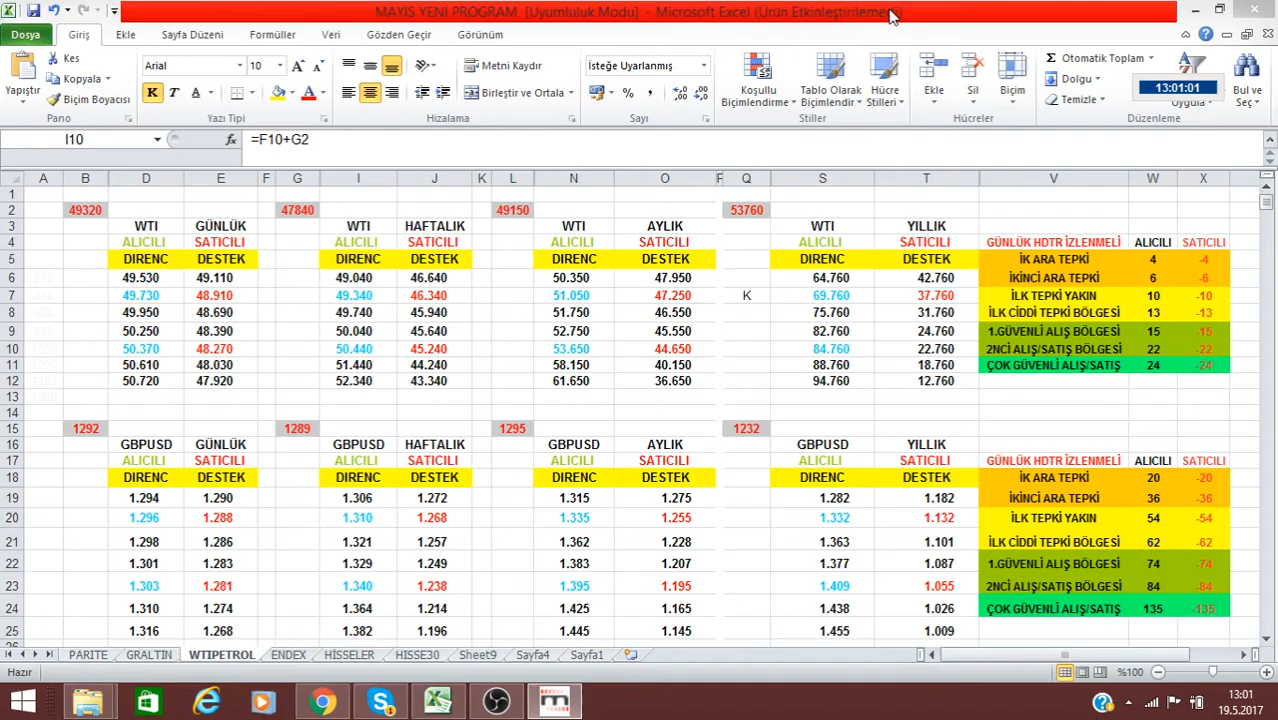 MAYIS YENİ PROGRAM [Uyumluluk Modu] - Microsoft Excel (Ürün Etkinleştirilemedi)
Dosya Giriş Ekle Sayfa Düzeni Formüller Veri Gözden Geçir Görünüm
Yapıştır Kes Kopyala Biçim Boyacısı Pano
Arial 10 K T A Yazı Tipi
Metni Kaydır Birleştir ve Ortala Hizalama
İsteğe Uyarlanmış % , Sayı
Koşullu Biçimlendirme Tablo Olarak Biçimlendir Hücre Stilleri Stiller
Ekle Sil Biçim Hücreler
Σ Otomatik Toplam Dolgu Temizle Uygula Bul ve Seç Düzenleme
13:01:01
I10 fx =F10+G2
A B D E F G I J K L N O Q S T V W X
1
2 49320 47840 49150 53760
3 WTI GÜNLÜK WTI HAFTALIK WTI AYLIK WTI YILLIK
4 ALICILI SATICILI ALICILI SATICILI ALICILI SATICILI ALICILI SATICILI GÜNLÜK HDTR İZLENMELİ ALICILI SATICILI
5 DIRENC DESTEK DIRENC DESTEK DIRENC DESTEK DIRENC DESTEK İK ARA TEPKİ 4 -4
6 49.530 49.110 49.040 46.640 50.350 47.950 64.760 42.760 İKİNCİ ARA TEPKİ 6 -6
7 49.730 48.910 49.340 46.340 51.050 47.250 K 69.760 37.760 İLK TEPKİ YAKIN 10 -10
8 49.950 48.690 49.740 45.940 51.750 46.550 75.760 31.760 İLK CİDDİ TEPKİ BÖLGESİ 13 -13
9 50.250 48.390 50.040 45.640 52.750 45.550 82.760 24.760 1.GÜVENLİ ALIŞ BÖLGESİ 15 -15
10 50.370 48.270 50.440 45.240 53.650 44.650 84.760 22.760 2NCİ ALIŞ/SATIŞ BÖLGESİ 22 -22
11 50.610 48.030 51.440 44.240 58.150 40.150 88.760 18.760 ÇOK GÜVENLİ ALIŞ/SATIŞ 24 -24
12 50.720 47.920 52.340 43.340 61.650 36.650 94.760 12.760
13
14
15 1292 1289 1295 1232
16 GBPUSD GÜNLÜK GBPUSD HAFTALIK GBPUSD AYLIK GBPUSD YILLIK
17 ALICILI SATICILI ALICILI SATICILI ALICILI SATICILI ALICILI SATICILI GÜNLÜK HDTR İZLENMELİ ALICILI SATICILI
18 DIRENC DESTEK DIRENC DESTEK DIRENC DESTEK DIRENC DESTEK İK ARA TEPKİ 20 -20
19 1.294 1.290 1.306 1.272 1.315 1.275 1.282 1.182 İKİNCİ ARA TEPKİ 36 -36
20 1.296 1.288 1.310 1.268 1.335 1.255 1.332 1.132 İLK TEPKİ YAKIN 54 -54
21 1.298 1.286 1.321 1.257 1.362 1.228 1.363 1.101 İLK CİDDİ TEPKİ BÖLGESİ 62 -62
22 1.301 1.283 1.329 1.249 1.383 1.207 1.377 1.087 1.GÜVENLİ ALIŞ BÖLGESİ 74 -74
23 1.303 1.281 1.340 1.238 1.395 1.195 1.409 1.055 2NCİ ALIŞ/SATIŞ BÖLGESİ 84 -84
24 1.310 1.274 1.364 1.214 1.425 1.165 1.438 1.026 ÇOK GÜVENLİ ALIŞ/SATIŞ 135 -135
25 1.316 1.268 1.382 1.196 1.445 1.145 1.455 1.009
PARITE GRALTIN WTIPETROL ENDEX HİSSELER HISSE30 Sheet9 Sayfa4 Sayfa1
Hazır %100
13:01
19.5.2017